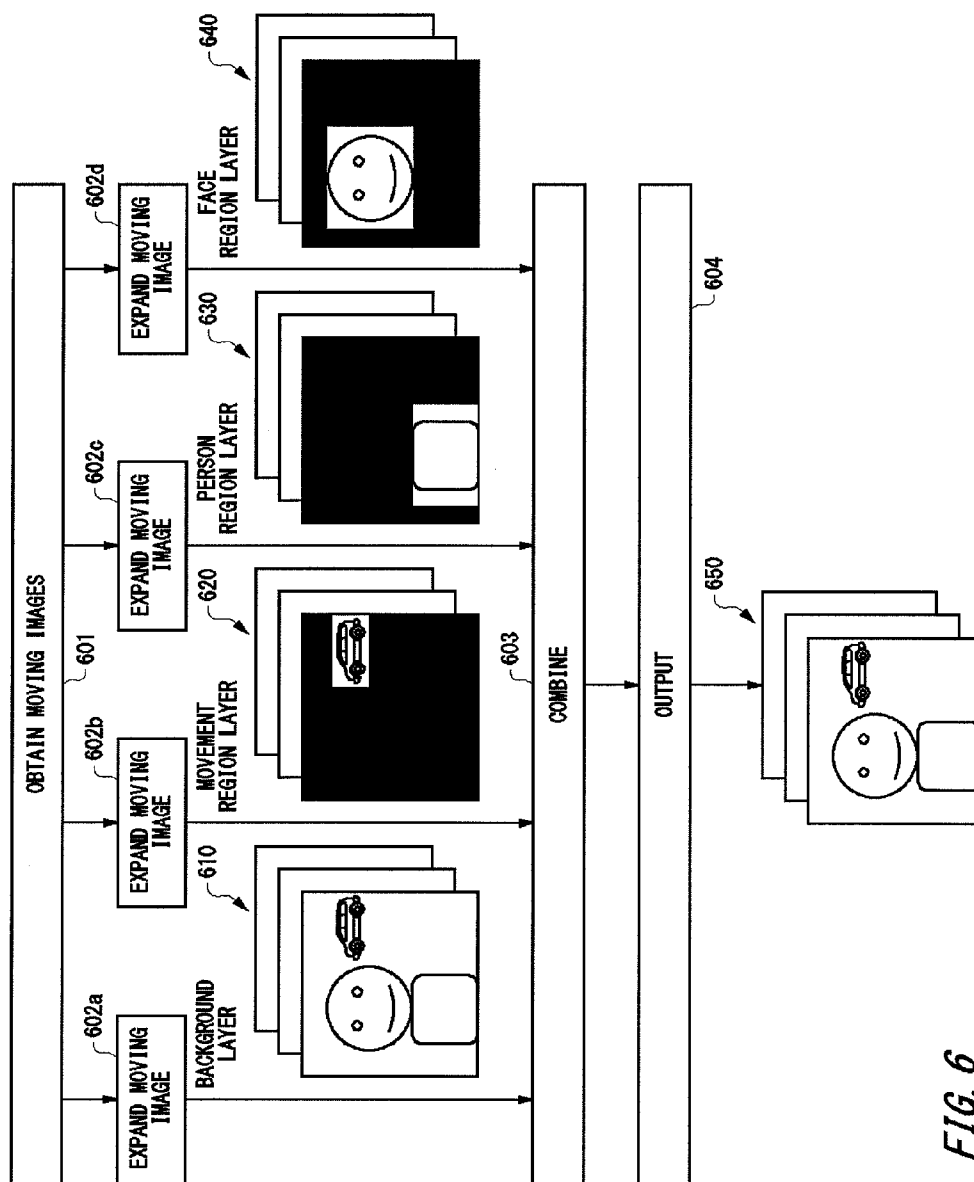 OBTAIN MOVING IMAGES
601
602a
EXPAND MOVING
IMAGE
602b
EXPAND MOVING
IMAGE
602c
EXPAND MOVING
IMAGE
602d
EXPAND MOVING
IMAGE
BACKGROUND
LAYER
610
MOVEMENT
REGION LAYER
620
PERSON
REGION LAYER
630
FACE
REGION LAYER
640
603
COMBINE
OUTPUT
604
650
FIG. 6